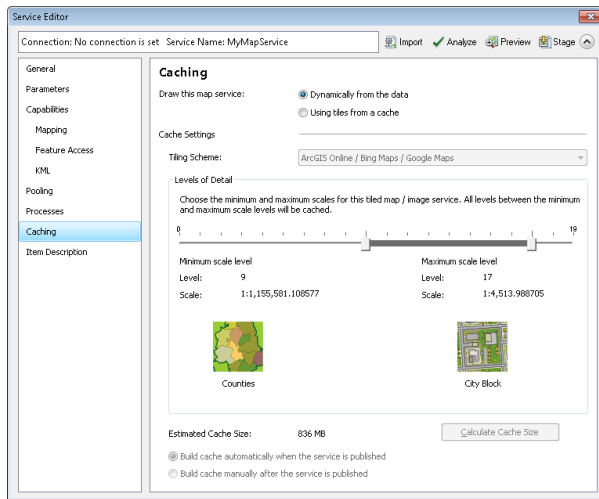 Service Editor
Connection: No connection is set Service Name: MyMapService
Import Analyze Preview Stage
General
Parameters
Capabilities
Mapping
Feature Access
KML
Pooling
Processes
Caching
Item Description
Caching
Draw this map service:
Dynamically from the data
Using tiles from a cache
Cache Settings
Tiling Scheme: ArcGIS Online / Bing Maps / Google Maps
Levels of Detail
Choose the minimum and maximum scales for this tiled map / image service. All levels between the minimum
and maximum scale levels will be cached.
0 19
Minimum scale level Maximum scale level
Level: 9 Level: 17
Scale: 1:1,155,581.108577 Scale: 1:4,513.988705
Counties City Block
Estimated Cache Size: 836 MB Calculate Cache Size
Build cache automatically when the service is published
Build cache manually after the service is published